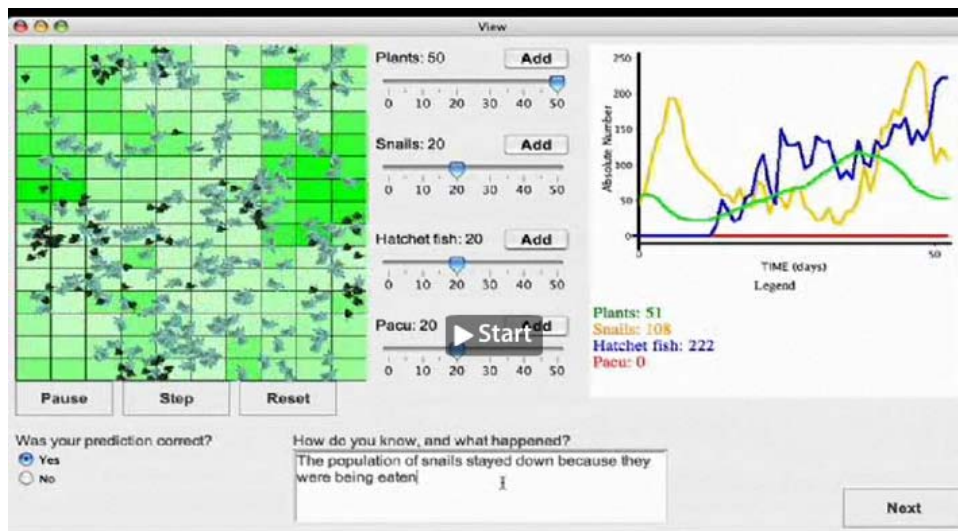 View
Plants: 50
Add
0 10 20 30 40 50
Snails: 20
Add
0 10 20 30 40 50
Hatchet fish: 20
Add
0 10 20 30 40 50
Pacu: 20
Add
Start
0 10 20 30 40 50
Pause
Step
Reset
250
200
150
100
50
0
Absolute Number
0
50
TIME (days)
Legend
Plants: 51
Snails: 108
Hatchet fish: 222
Pacu: 0
Was your prediction correct?
Yes
No
How do you know, and what happened?
The population of snails stayed down because they
were being eaten
Next